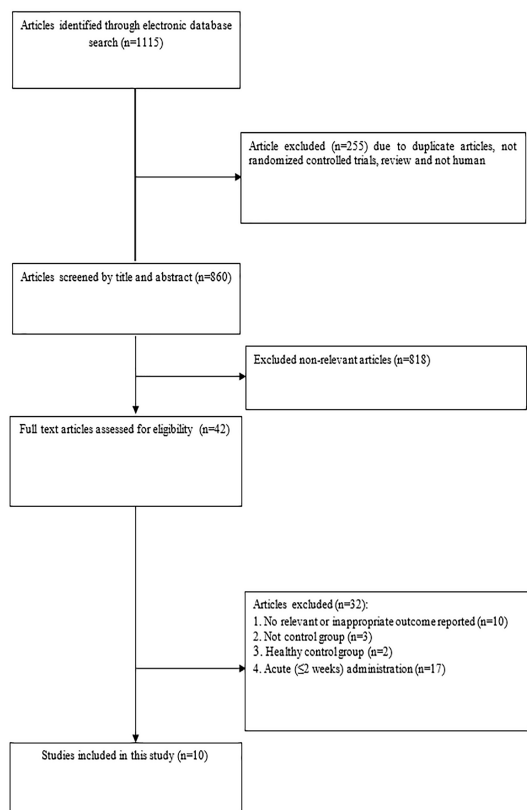 Articles identified through electronic database
search (n=1115)
Article excluded (n=255) due to duplicate articles, not
randomized controlled trials, review and not human
Articles screened by title and abstract (n=860)
Excluded non-relevant articles (n=818)
Full text articles assessed for eligibility (n=42)
Articles excluded (n=32):
1. No relevant or inappropriate outcome reported (n=10)
2. Not control group (n=3)
3. Healthy control group (n=2)
4. Acute (≤2 weeks) administration (n=17)
Studies included in this study (n=10)